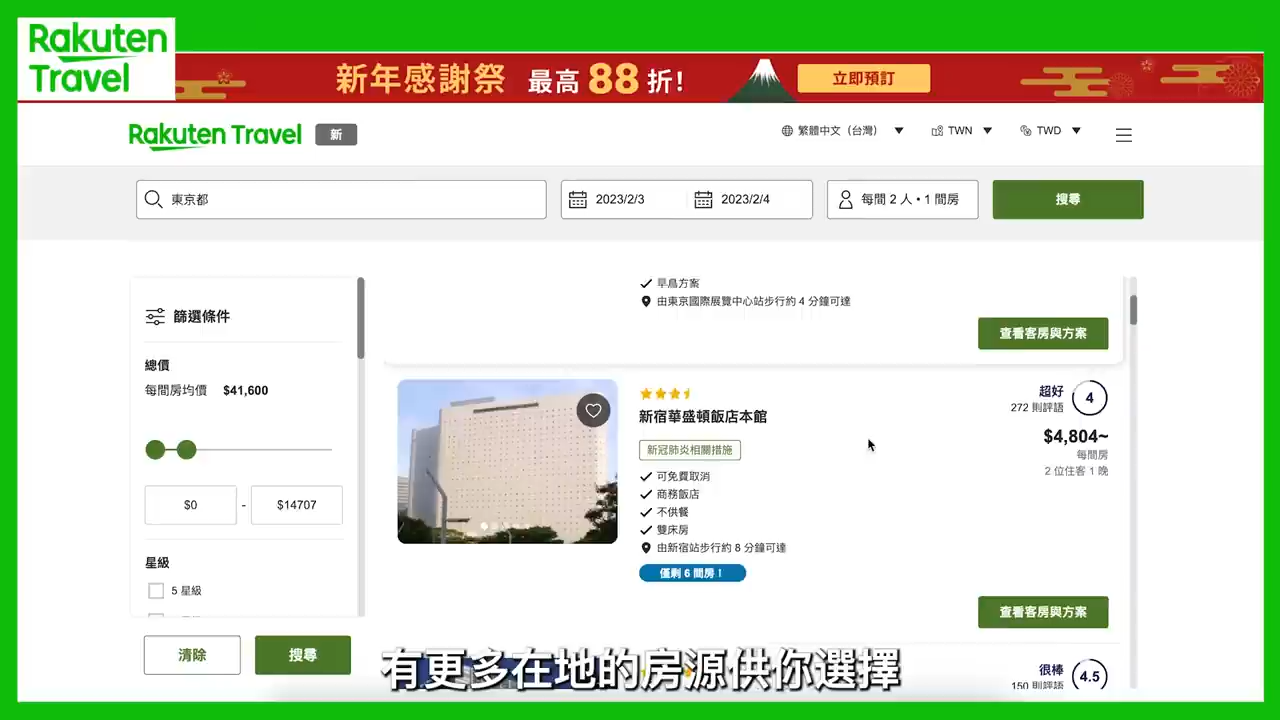 Rakuten
Travel
新年感謝祭 最高 88 折!
立即預訂
Rakuten Travel 新
繁體中文（台灣）
TWN
TWD
東京都
2023/2/3
2023/2/4
每間 2 人 • 1 間房
搜尋
篩選條件
總價
每間房均價 $41,600
$0 - $14707
星級
5 星級
清除
搜尋
早鳥方案
由東京國際展覽中心站步行約 4 分鐘可達
查看客房與方案
新宿華盛頓飯店本館
新冠肺炎相關措施
可免費取消
商務飯店
不供餐
雙床房
由新宿站步行約 8 分鐘可達
僅剩 6 間房！
超好
272 則評語
4
$4,804~
每間房
2 位住客 1 晚
查看客房與方案
很棒
150 則評語
4.5
有更多在地的房源供你選擇